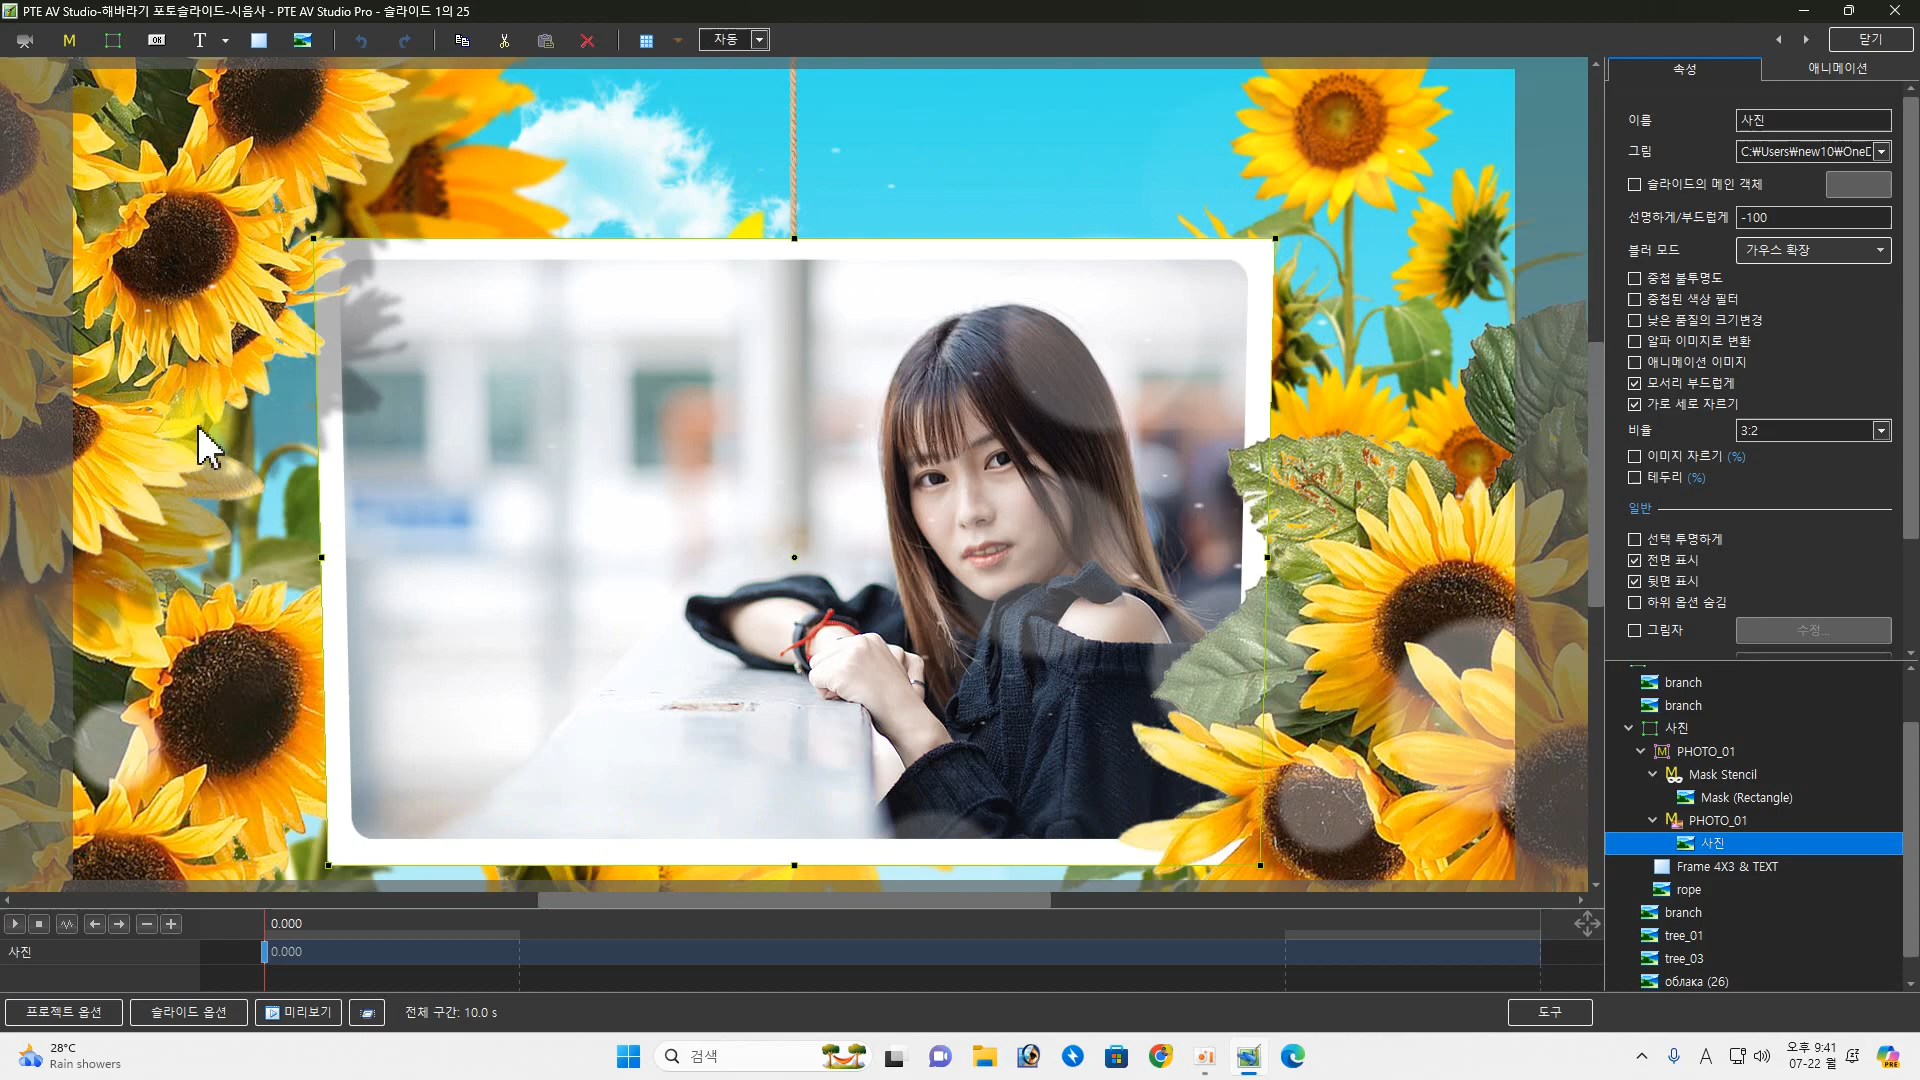 PTE AV Studio-해바라기 포토슬라이드-시음사 - PTE AV Studio Pro - 슬라이드 1의 25
M
OK
T
자동
닫기
속성
애니메이션
이름
사진
그림
C:₩Users₩new10₩OneD
슬라이드의 메인 객체
선명하게/부드럽게
-100
블러 모드
가우스 확장
중첩 불투명도
중첩된 색상 필터
낮은 품질의 크기변경
알파 이미지로 변환
애니메이션 이미지
모서리 부드럽게
가로 세로 자르기
비율
3:2
이미지 자르기 (%)
테두리 (%)
일반
선택 투명하게
전면 표시
뒷면 표시
하위 옵션 숨김
그림자
수정...
branch
branch
사진
PHOTO_01
Mask Stencil
Mask (Rectangle)
PHOTO_01
사진
Frame 4X3 & TEXT
rope
branch
tree_01
tree_03
облака (26)
0.000
사진
0.000
프로젝트 옵션
슬라이드 옵션
미리보기
전체 구간: 10.0 s
도구
28°C
Rain showers
검색
A
오후 9:41
07-22 월
PRE